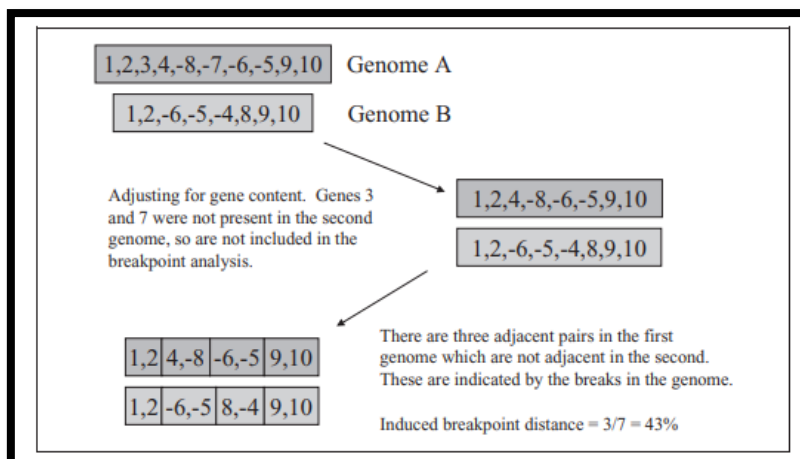 1,2,3,4,-8,-7,-6,-5,9,10 Genome A
1,2,-6,-5,-4,8,9,10 Genome B
Adjusting for gene content. Genes 3
and 7 were not present in the second
genome, so are not included in the
breakpoint analysis.
1,2,4,-8,-6,-5,9,10
1,2,-6,-5,-4,8,9,10
1,2 4,-8 -6,-5 9,10
1,2 -6,-5 8,-4 9,10
There are three adjacent pairs in the first
genome which are not adjacent in the second.
These are indicated by the breaks in the genome.
Induced breakpoint distance = 3/7 = 43%